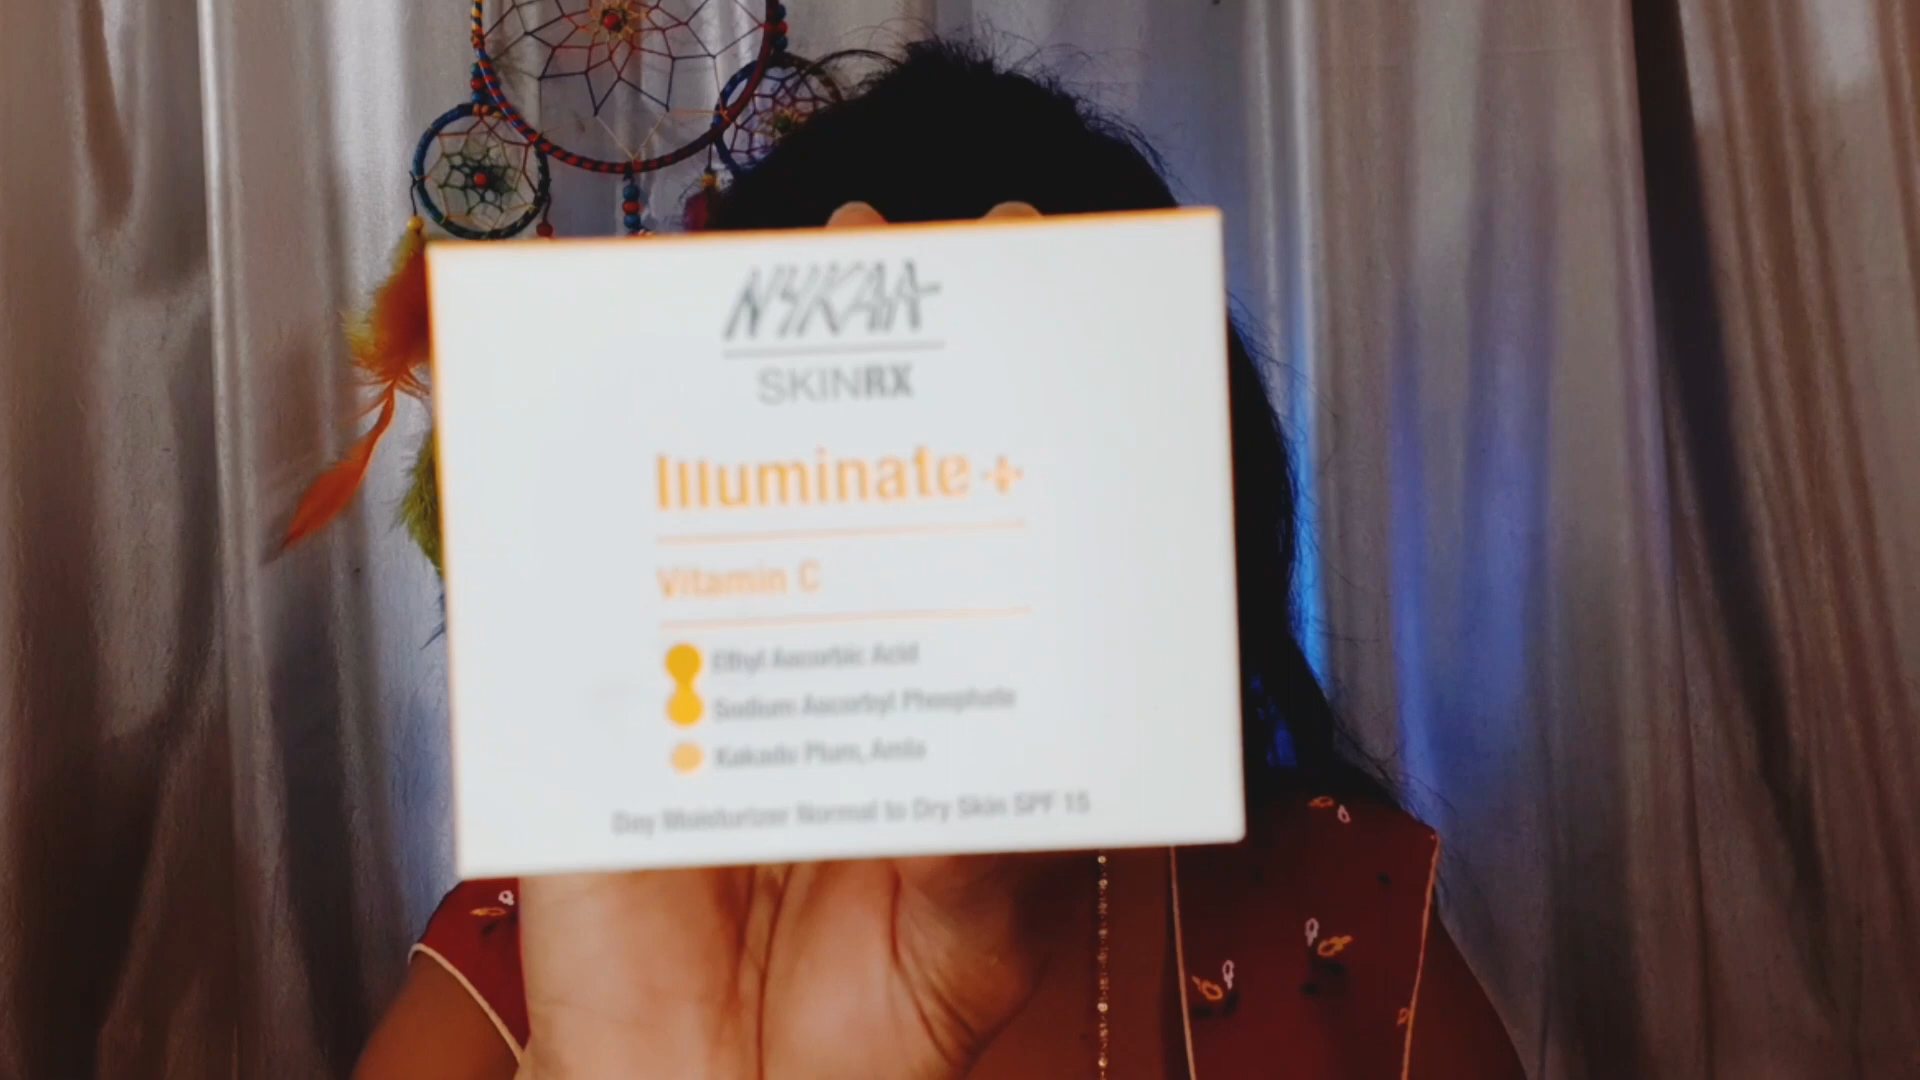 NYKAA
SKINRX
Illuminate +
Vitamin C
Ethyl Ascorbic Acid
Sodium Ascorbyl Phosphate
Kakadu Plum, Amla
Day Moisturizer Normal to Dry Skin SPF 15